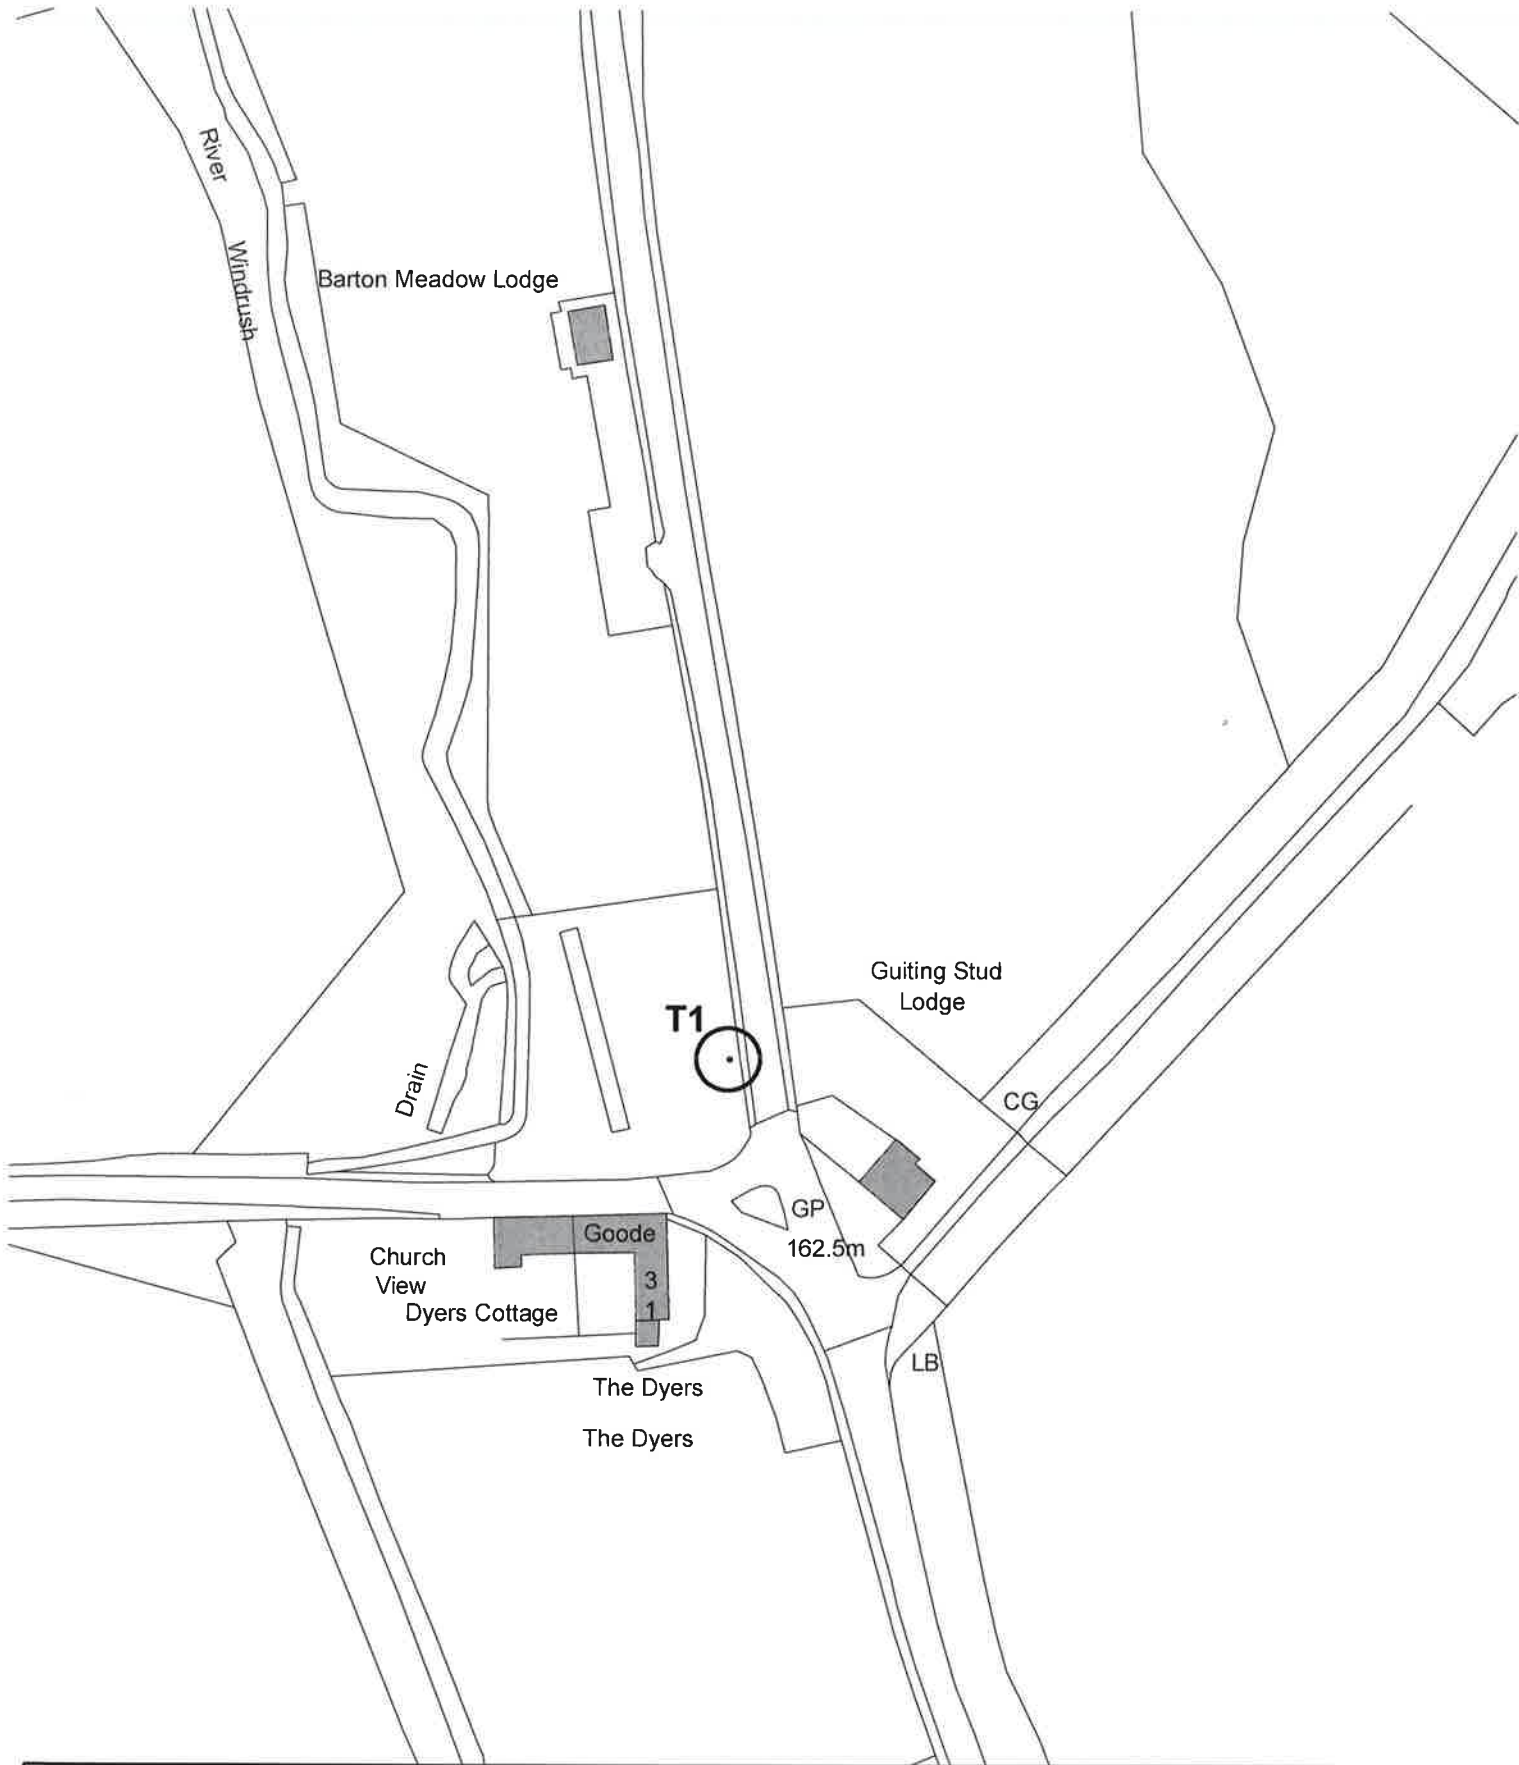 River
Windrush
Barton Meadow Lodge
Guiting Stud
Lodge
T1
Drain
CG
GP
162.5m
Goode
Church
View
3
Dyers Cottage
1
LB
The Dyers
The Dyers